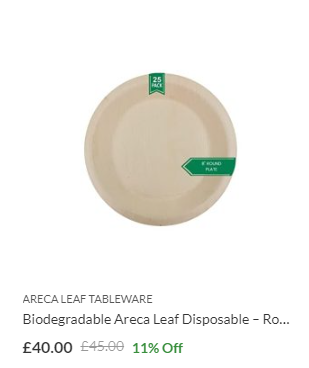 25
PACK
8" ROUND
PLATE
ARECA LEAF TABLEWARE
Biodegradable Areca Leaf Disposable – Ro...
£40.00 £45.00 11% Off